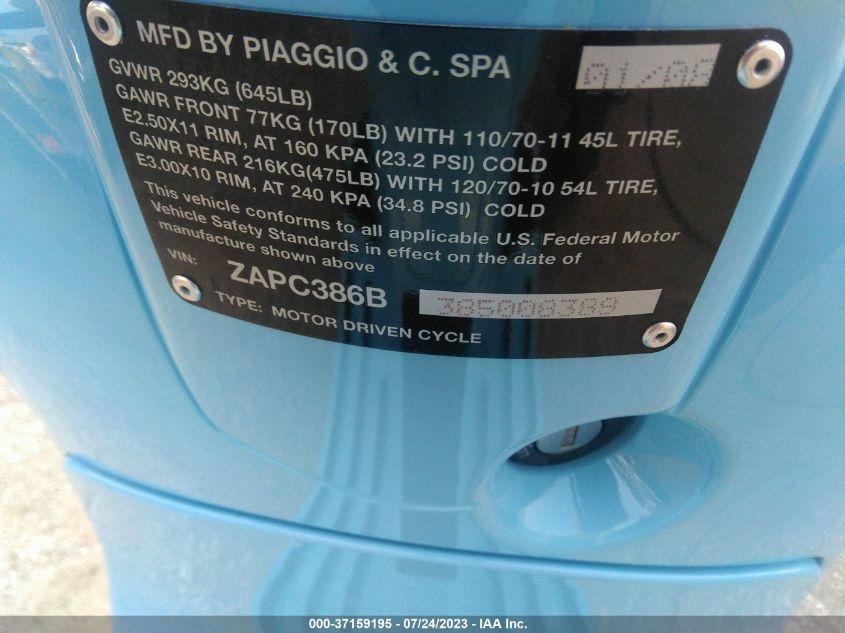 MFD BY PIAGGIO & C. SPA 01/08
GVWR 293KG (645LB)
GAWR FRONT 77KG (170LB) WITH 110/70-11 45L TIRE,
E2.50X11 RIM, AT 160 KPA (23.2 PSI) COLD
GAWR REAR 216KG(475LB) WITH 120/70-10 54L TIRE,
E3.00X10 RIM, AT 240 KPA (34.8 PSI) COLD
This vehicle conforms to all applicable U.S. Federal Motor
Vehicle Safety Standards in effect on the date of
manufacture shown above
VIN: ZAPC386B 385006389
TYPE: MOTOR DRIVEN CYCLE
000-37159195 - 07/24/2023 - IAA Inc.